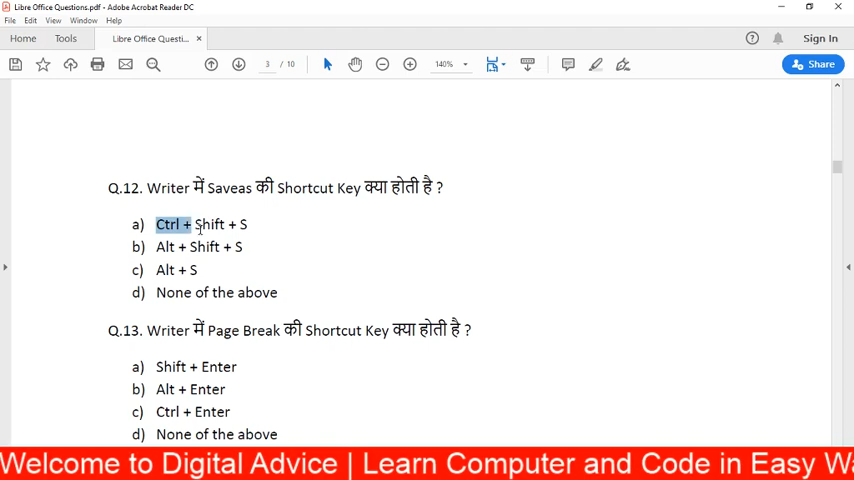 Libre Office Questions.pdf - Adobe Acrobat Reader DC
File Edit View Window Help
Home Tools Libre Office Questi... × Sign In
3 / 10 140% Share
Q.12. Writer में Saveas की Shortcut Key क्या होती है ?
a) Ctrl + Shift + S
b) Alt + Shift + S
c) Alt + S
d) None of the above
Q.13. Writer में Page Break की Shortcut Key क्या होती है ?
a) Shift + Enter
b) Alt + Enter
c) Ctrl + Enter
d) None of the above
Welcome to Digital Advice | Learn Computer and Code in Easy Wa